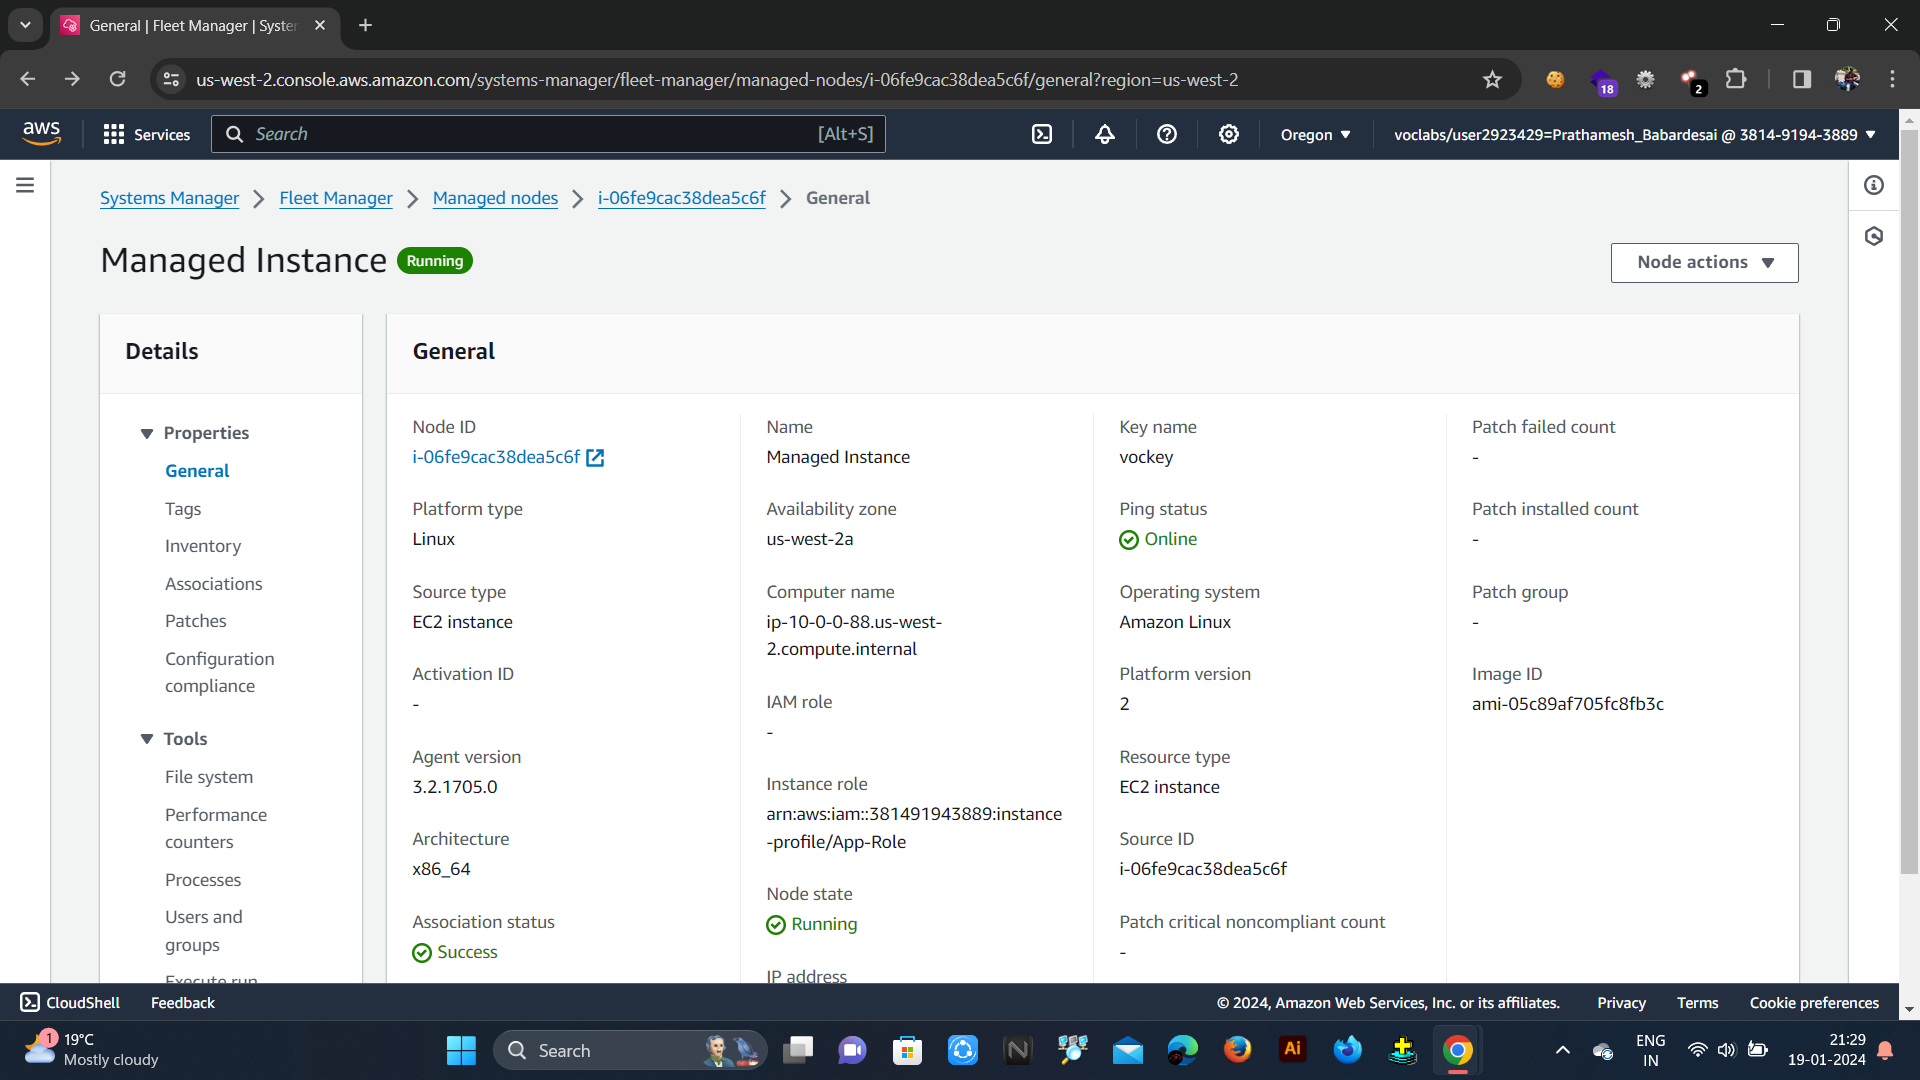 General | Fleet Manager | Syste
us-west-2.console.aws.amazon.com/systems-manager/fleet-manager/managed-nodes/i-06fe9cac38dea5c6f/general?region=us-west-2
18
2
aws
Services
Search
[Alt+S]
Oregon
voclabs/user2923429=Prathamesh_Babardesai @ 3814-9194-3889
Systems Manager
Fleet Manager
Managed nodes
i-06fe9cac38dea5c6f
General
Managed Instance
Running
Node actions
Details
Properties
General
Tags
Inventory
Associations
Patches
Configuration
compliance
Tools
File system
Performance
counters
Processes
Users and
groups
Execute run
General
Node ID
i-06fe9cac38dea5c6f
Platform type
Linux
Source type
EC2 instance
Activation ID
-
Agent version
3.2.1705.0
Architecture
x86_64
Association status
Success
Name
Managed Instance
Availability zone
us-west-2a
Computer name
ip-10-0-0-88.us-west-
2.compute.internal
IAM role
-
Instance role
arn:aws:iam::381491943889:instance
-profile/App-Role
Node state
Running
IP address
Key name
vockey
Ping status
Online
Operating system
Amazon Linux
Platform version
2
Resource type
EC2 instance
Source ID
i-06fe9cac38dea5c6f
Patch critical noncompliant count
-
Patch failed count
-
Patch installed count
-
Patch group
-
Image ID
ami-05c89af705fc8fb3c
CloudShell
Feedback
© 2024, Amazon Web Services, Inc. or its affiliates.
Privacy
Terms
Cookie preferences
1
19°C
Mostly cloudy
Search
N
Ai
ENG
IN
21:29
19-01-2024